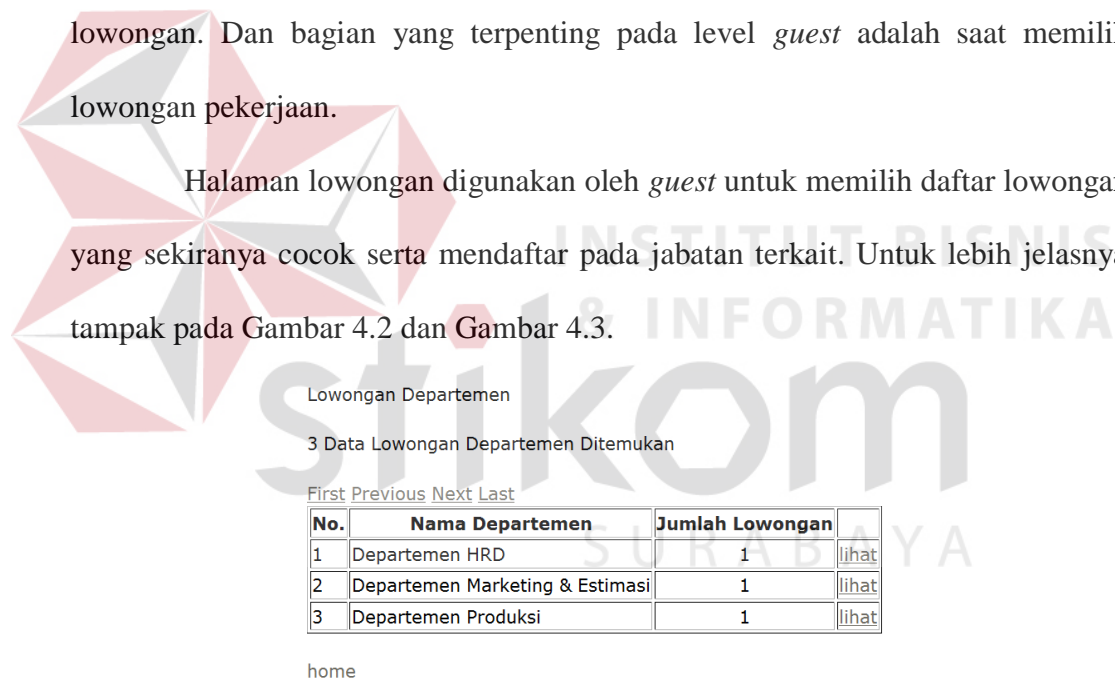 lowongan. Dan bagian yang terpenting pada level guest adalah saat memilih
lowongan pekerjaan.
Halaman lowongan digunakan oleh guest untuk memilih daftar lowongan
yang sekiranya cocok serta mendaftar pada jabatan terkait. Untuk lebih jelasnya
tampak pada Gambar 4.2 dan Gambar 4.3.
INSTITUT BISNIS
& INFORMATIKA
stikom
SURABAYA
Lowongan Departemen
3 Data Lowongan Departemen Ditemukan
First Previous Next Last
No. Nama Departemen Jumlah Lowongan
1 Departemen HRD 1 lihat
2 Departemen Marketing & Estimasi 1 lihat
3 Departemen Produksi 1 lihat
home